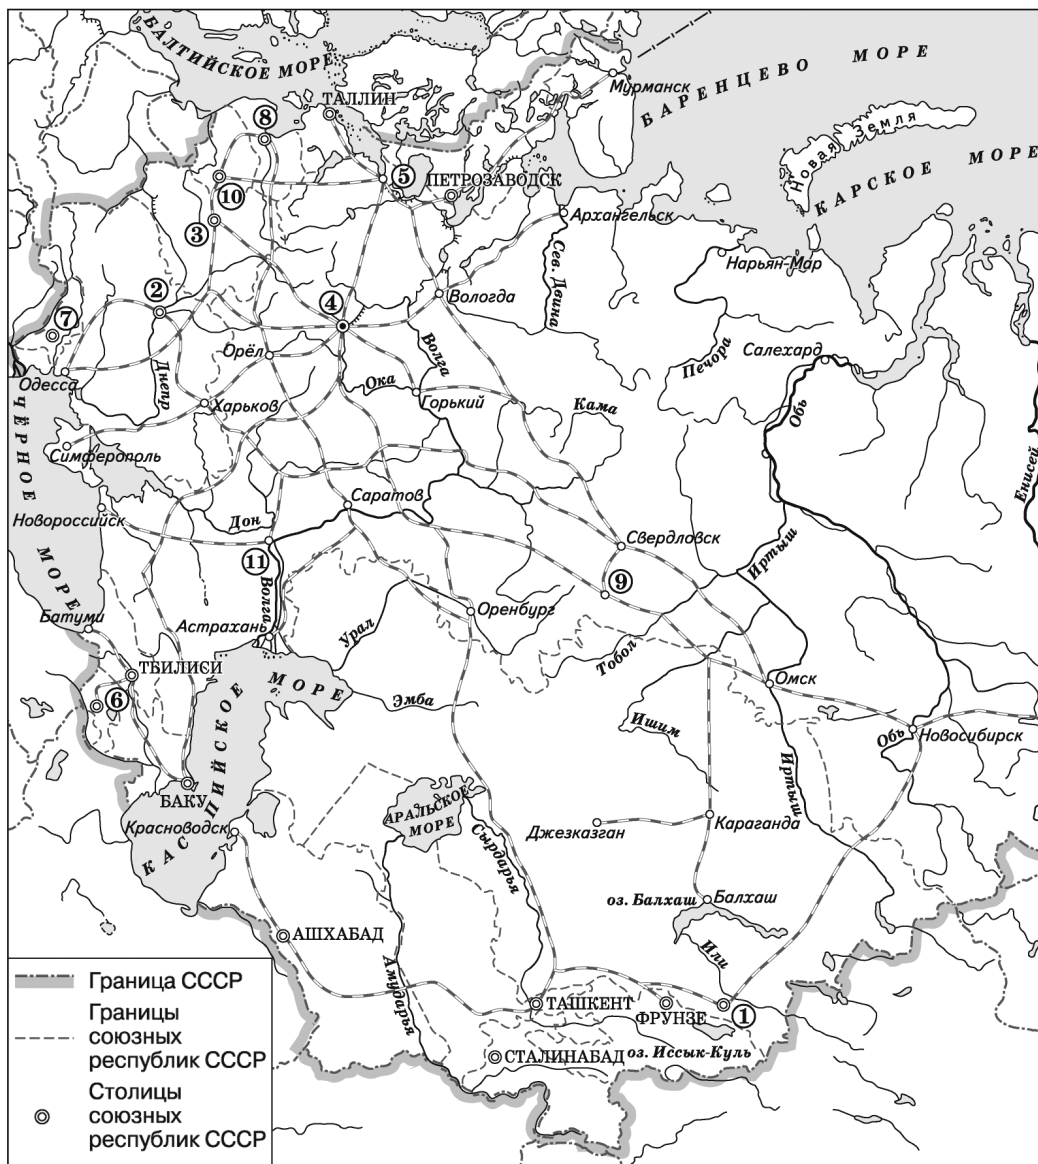 БАЛТИЙСКОЕ МОРЕ
ТАЛЛИН
Мурманск
БАРЕНЦЕВО МОРЕ
Новая Земля
КАРСКОЕ МОРЕ
8
5
ПЕТРОЗАВОДСК
10
3
Архангельск
Сев. Двина
Нарьян-Мар
2
7
4
Вологда
Орёл
Волга
Печора
Салехард
Одесса
Днепр
Ока
Харьков
Горький
Кама
Обь
ЧЁРНОЕ МОРЕ
Симферополь
Енисей
Новороссийск
Дон
Саратов
11
Свердловск
Иртыш
9
Волга
Батуми
Астрахань
Урал
Оренбург
Тобол
ТБИЛИСИ
6
КАСПИЙСКОЕ МОРЕ
Эмба
Омск
Ишим
Обь
Новосибирск
Иртыш
БАКУ
Красноводск
АРАЛЬСКОЕ
МОРЕ
Сырдарья
Джезказган
Караганда
оз. Балхаш
Балхаш
АШХАБАД
Амударья
Или
ТАШКЕНТ
ФРУНЗЕ
1
СТАЛИНАБАД
оз. Иссык-Куль
Граница СССР
Границы
союзных
республик СССР
Столицы
союзных
республик СССР